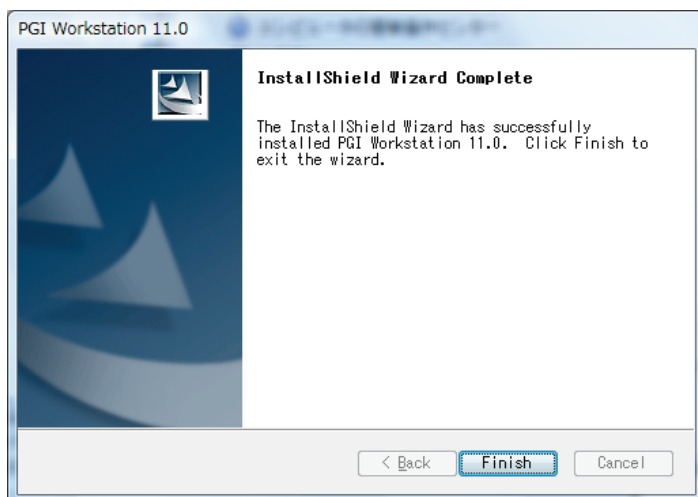 PGI Workstation 11.0
InstallShield Wizard Complete
The InstallShield Wizard has successfully
installed PGI Workstation 11.0. Click Finish to
exit the wizard.
< Back
Finish
Cancel